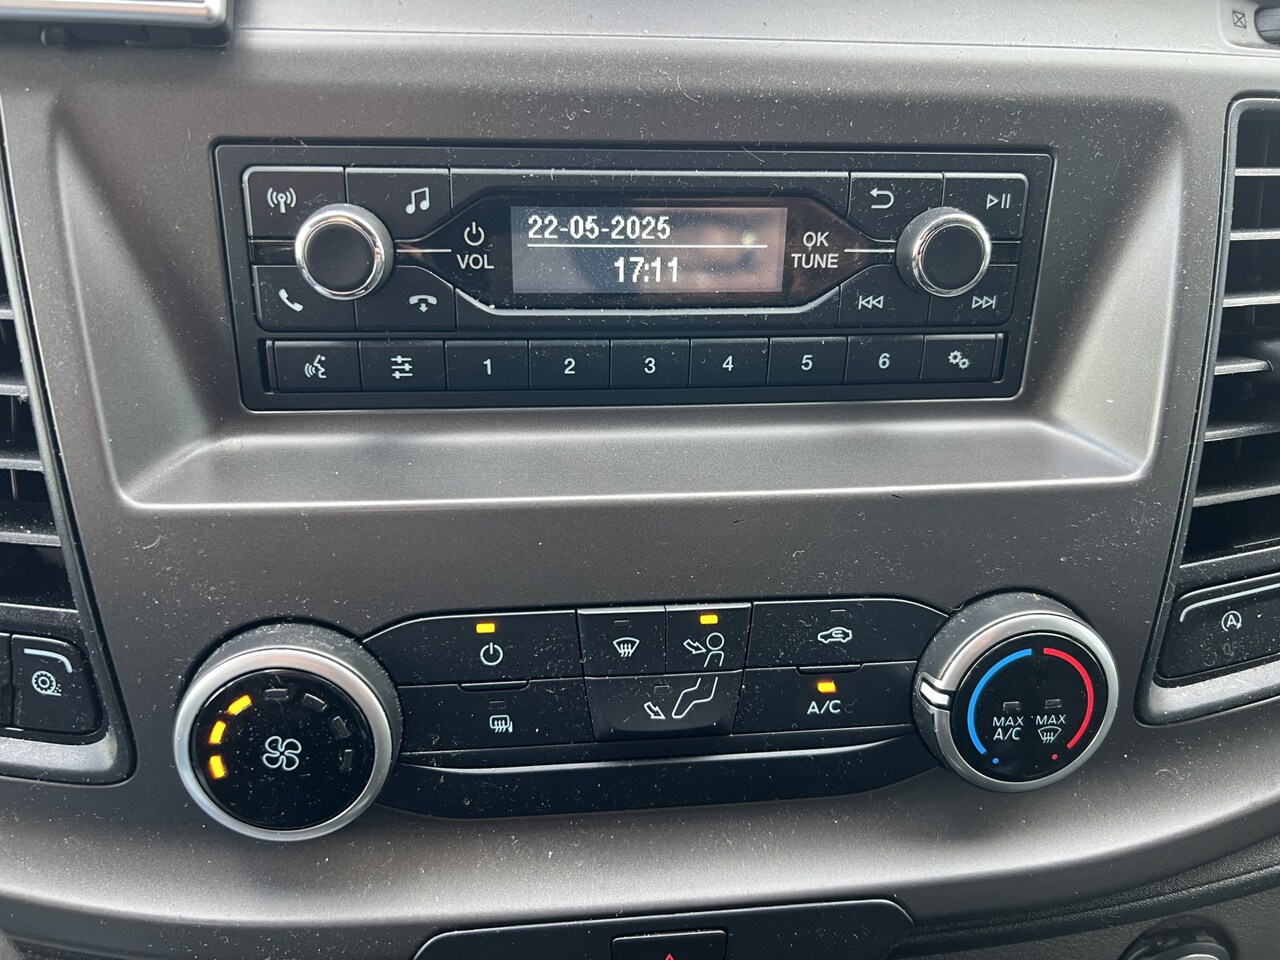 22-05-2025
17:11
VOL
OK
TUNE
1 2 3 4 5 6
A
A/C
MAX
A/C
MAX